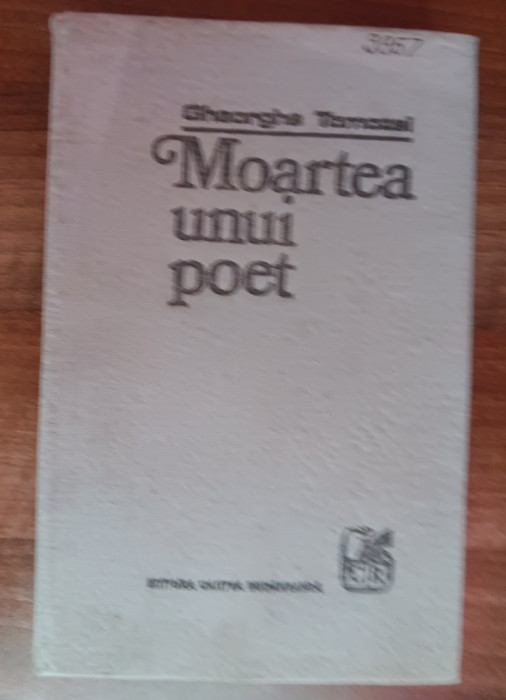 3957
Gheorghe Tomozei
Moartea
unui
poet
EDITURA CARTEA ROMÂNEASCĂ